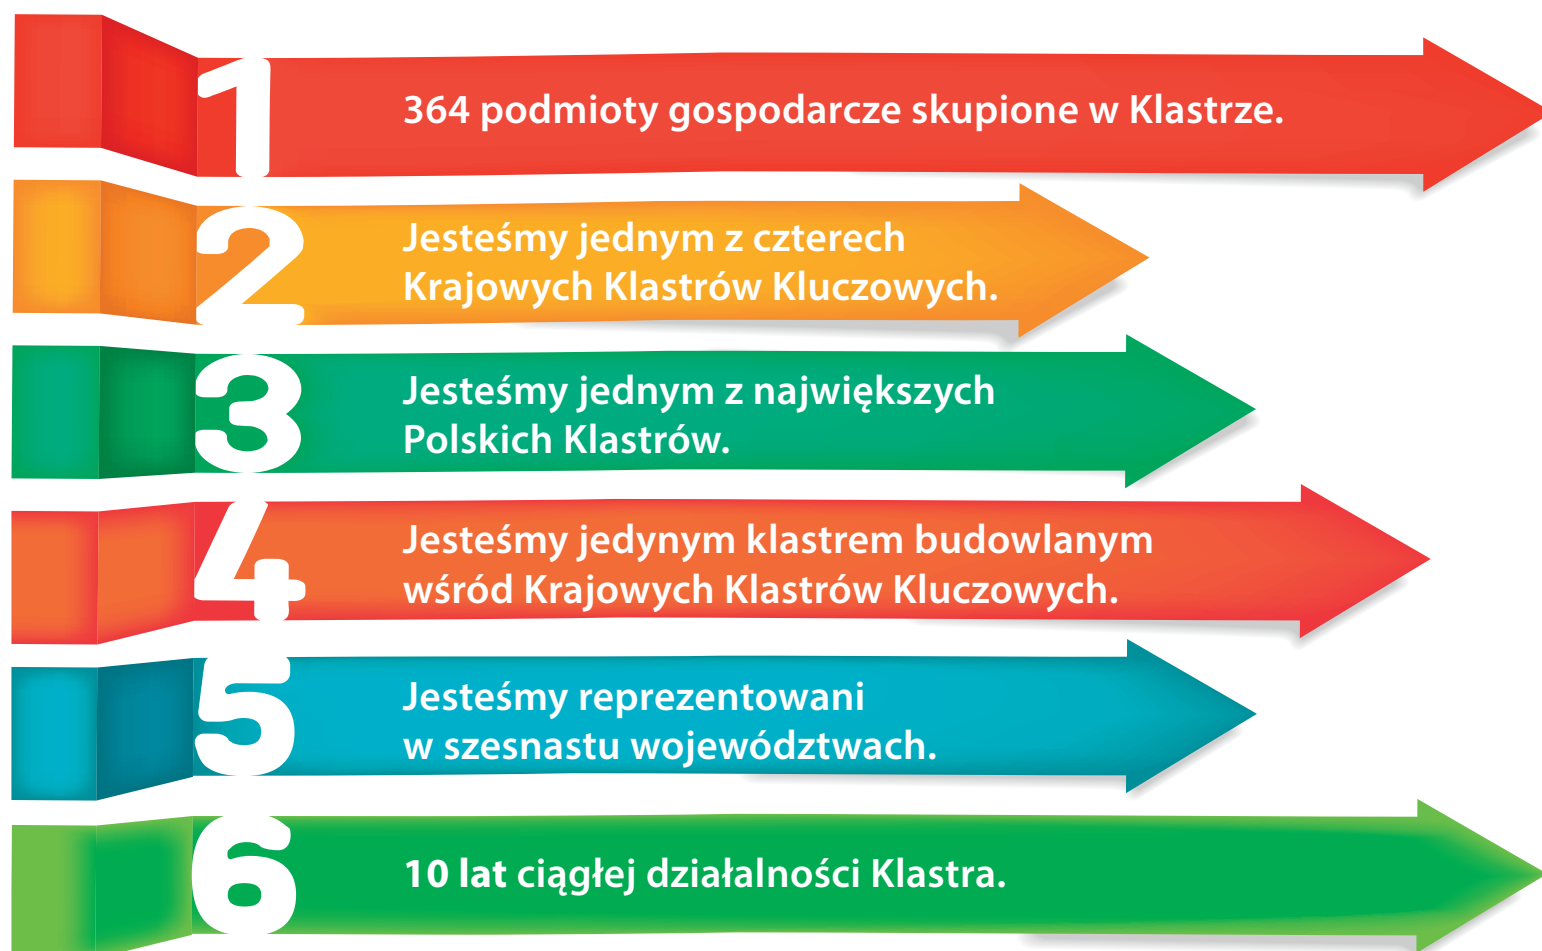 1
364 podmioty gospodarcze skupione w Klastrze.
2
Jesteśmy jednym z czterech
Krajowych Klastrów Kluczowych.
3
Jesteśmy jednym z największych
Polskich Klastrów.
4
Jesteśmy jedynym klastrem budowlanym
wśród Krajowych Klastrów Kluczowych.
5
Jesteśmy reprezentowani
w szesnastu województwach.
6
10 lat ciągłej działalności Klastra.